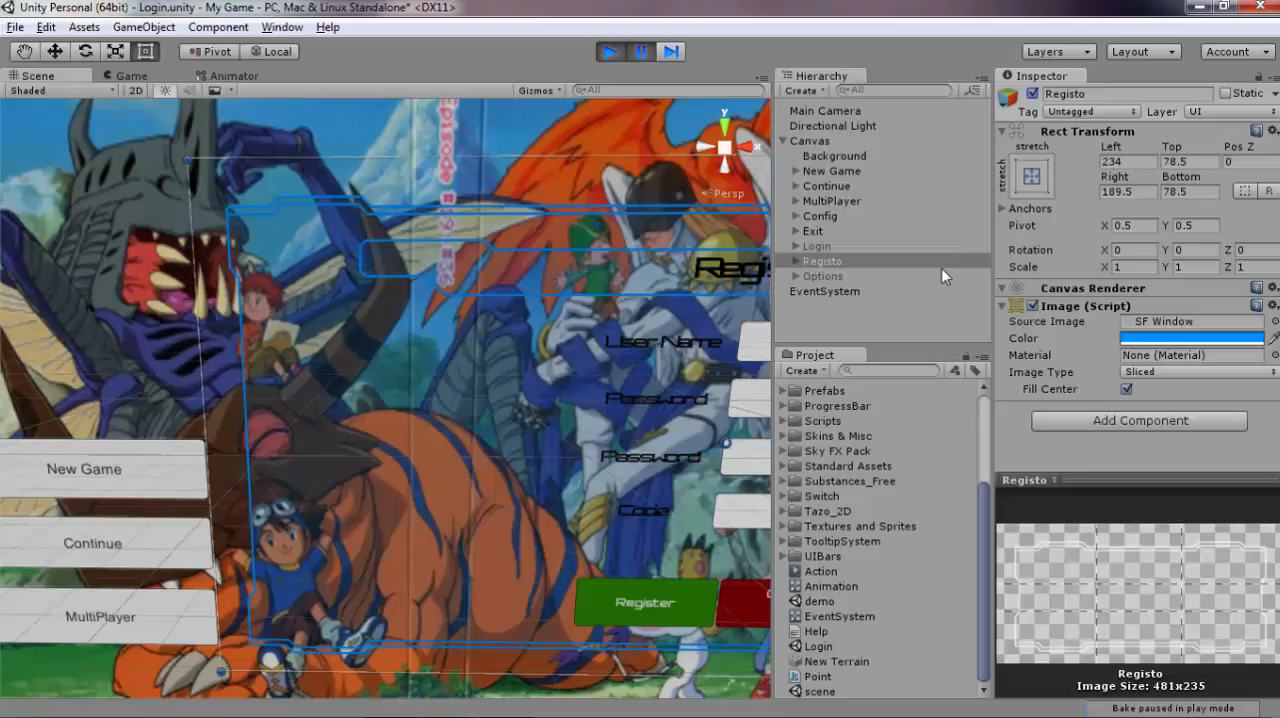 Unity Personal (64bit) - Login.unity - My Game - PC, Mac & Linux Standalone* <DX11>
File Edit Assets GameObject Component Window Help
Pivot Local Layers Layout Account
Scene Game Animator
Shaded 2D Gizmos All
y
x
Persp
Episode
Regis
User Name
Password
Password
Code
Register
New Game
Continue
MultiPlayer
Hierarchy
Create All
Main Camera
Directional Light
Canvas
Background
New Game
Continue
MultiPlayer
Config
Exit
Login
Registo
Options
EventSystem
Project
Create
Prefabs
ProgressBar
Scripts
Skins & Misc
Sky FX Pack
Standard Assets
Substances_Free
Switch
Tazo_2D
Textures and Sprites
TooltipSystem
UIBars
Action
Animation
demo
EventSystem
Help
Login
New Terrain
Point
scene
Inspector
Registo Static
Tag Untagged Layer UI
Rect Transform
stretch Left Top Pos Z
stretch 234 78.5 0
Right Bottom
189.5 78.5 R
Anchors
Pivot X 0.5 Y 0.5
Rotation X 0 Y 0 Z 0
Scale X 1 Y 1 Z 1
Canvas Renderer
Image (Script)
Source Image SF Window
Color
Material None (Material)
Image Type Sliced
Fill Center
Add Component
Registo
Registo
Image Size: 481x235
Bake paused in play mode